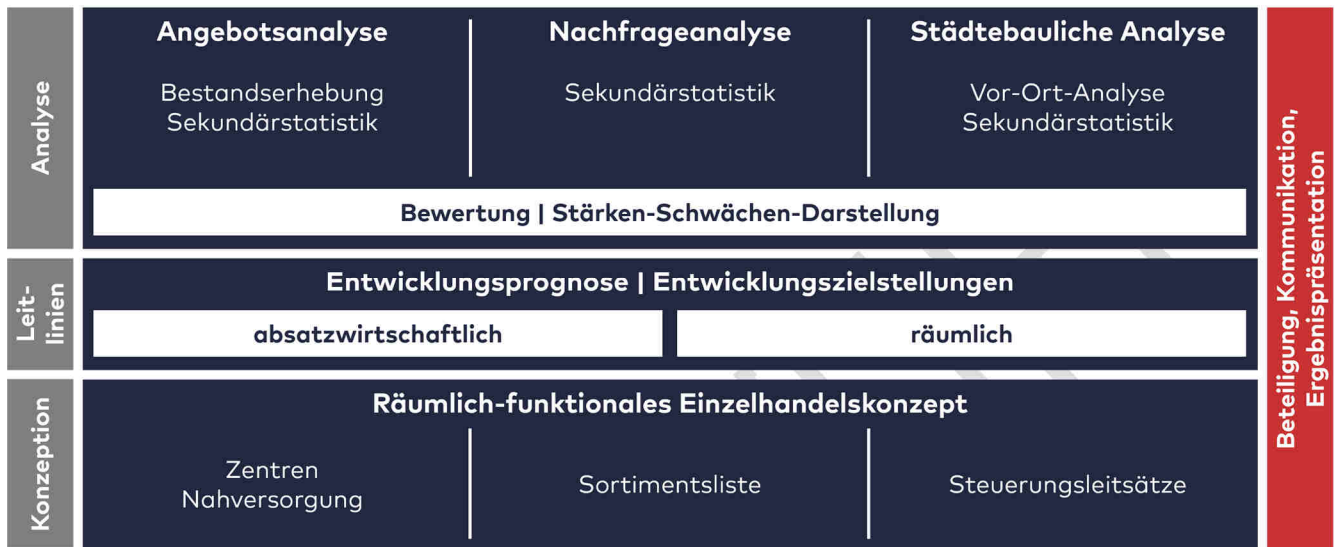 Analyse
Angebotsanalyse
Bestandserhebung
Sekundärstatistik
Nachfrageanalyse
Sekundärstatistik
Städtebauliche Analyse
Vor-Ort-Analyse
Sekundärstatistik
Bewertung | Stärken-Schwächen-Darstellung
Leit-
linien
Entwicklungsprognose | Entwicklungszielstellungen
absatzwirtschaftlich
räumlich
Konzeption
Räumlich-funktionales Einzelhandelskonzept
Zentren
Nahversorgung
Sortimentsliste
Steuerungsleitsätze
Beteiligung, Kommunikation,
Ergebnispräsentation